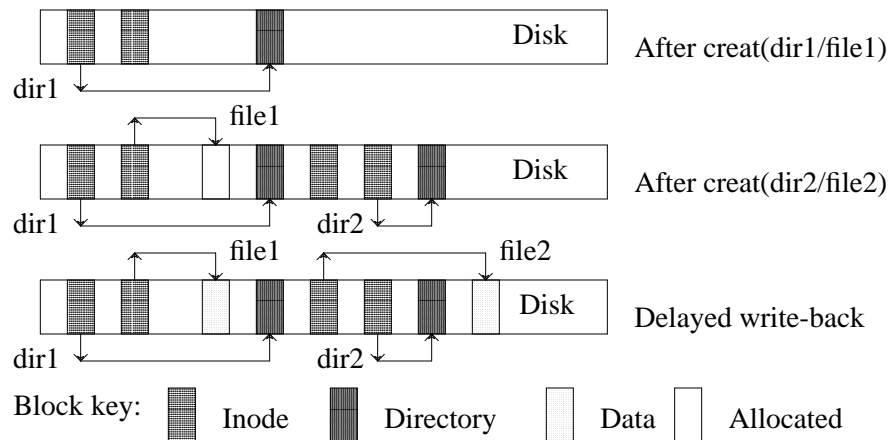 Disk
After creat(dir1/file1)
dir1
file1
Disk
After creat(dir2/file2)
dir1
dir2
file1
file2
Disk
Delayed write-back
dir1
dir2
Block key: Inode Directory Data Allocated